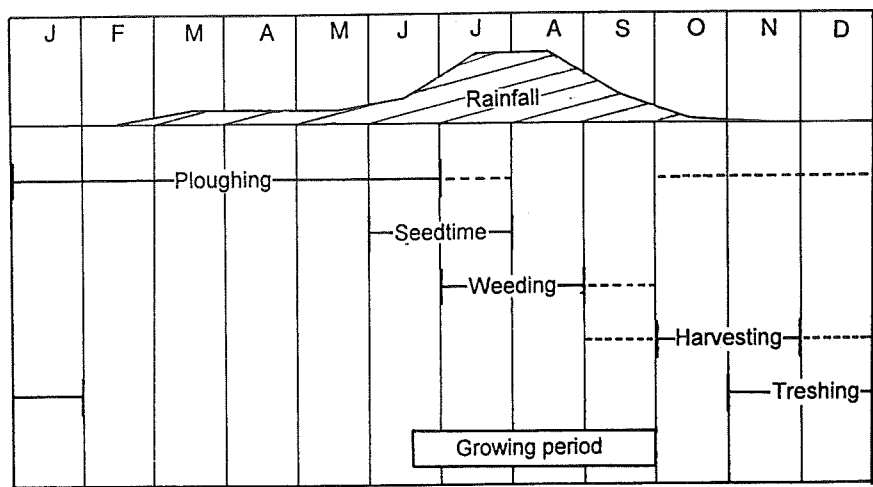 J F M A M J J A S O N D
Rainfall
Ploughing
Seedtime
Weeding
Harvesting
Treshing
Growing period